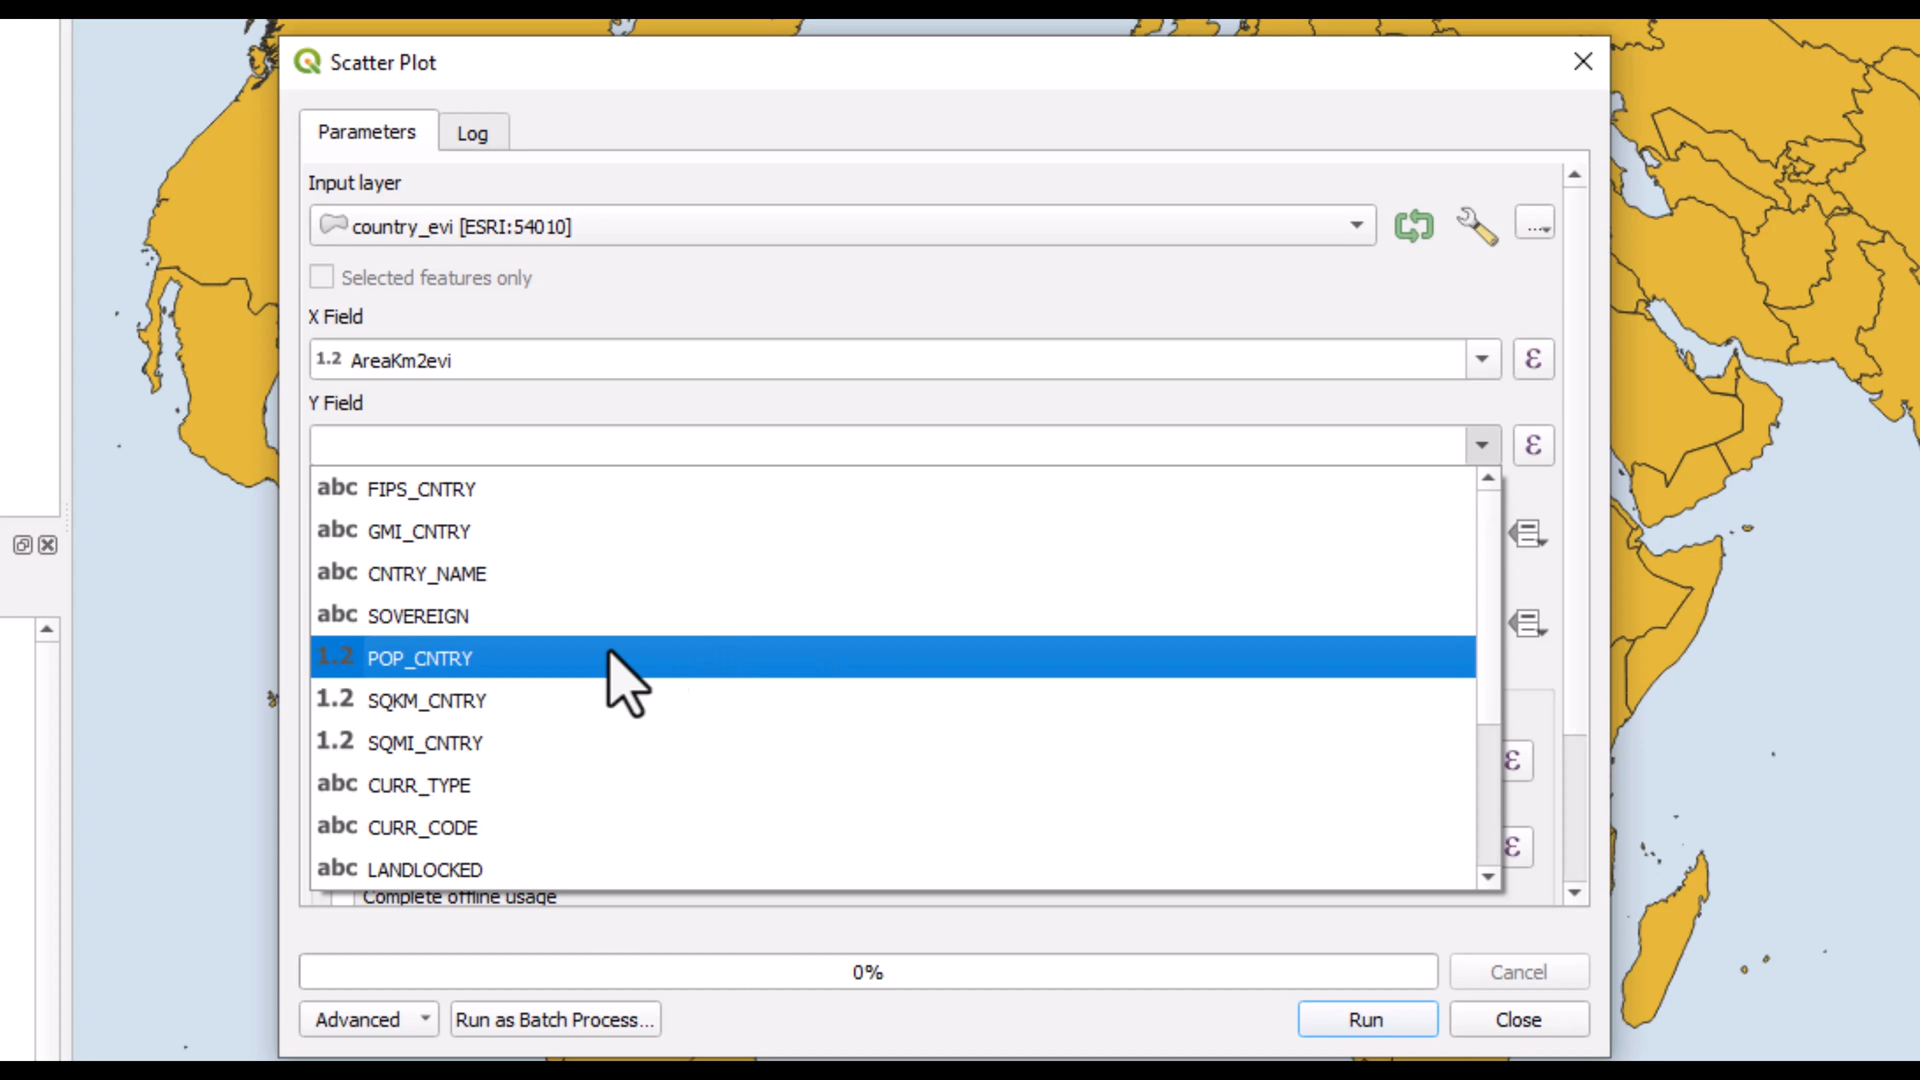 Scatter Plot
Parameters
Log
Input layer
country_evi [ESRI:54010]
...
Selected features only
X Field
1.2 AreaKm2evi
ε
Y Field
ε
abc FIPS_CNTRY
abc GMI_CNTRY
abc CNTRY_NAME
abc SOVEREIGN
1.2 POP_CNTRY
1.2 SQKM_CNTRY
1.2 SQMI_CNTRY
ε
abc CURR_TYPE
abc CURR_CODE
ε
abc LANDLOCKED
Complete offline usage
0%
Cancel
Advanced
Run as Batch Process...
Run
Close